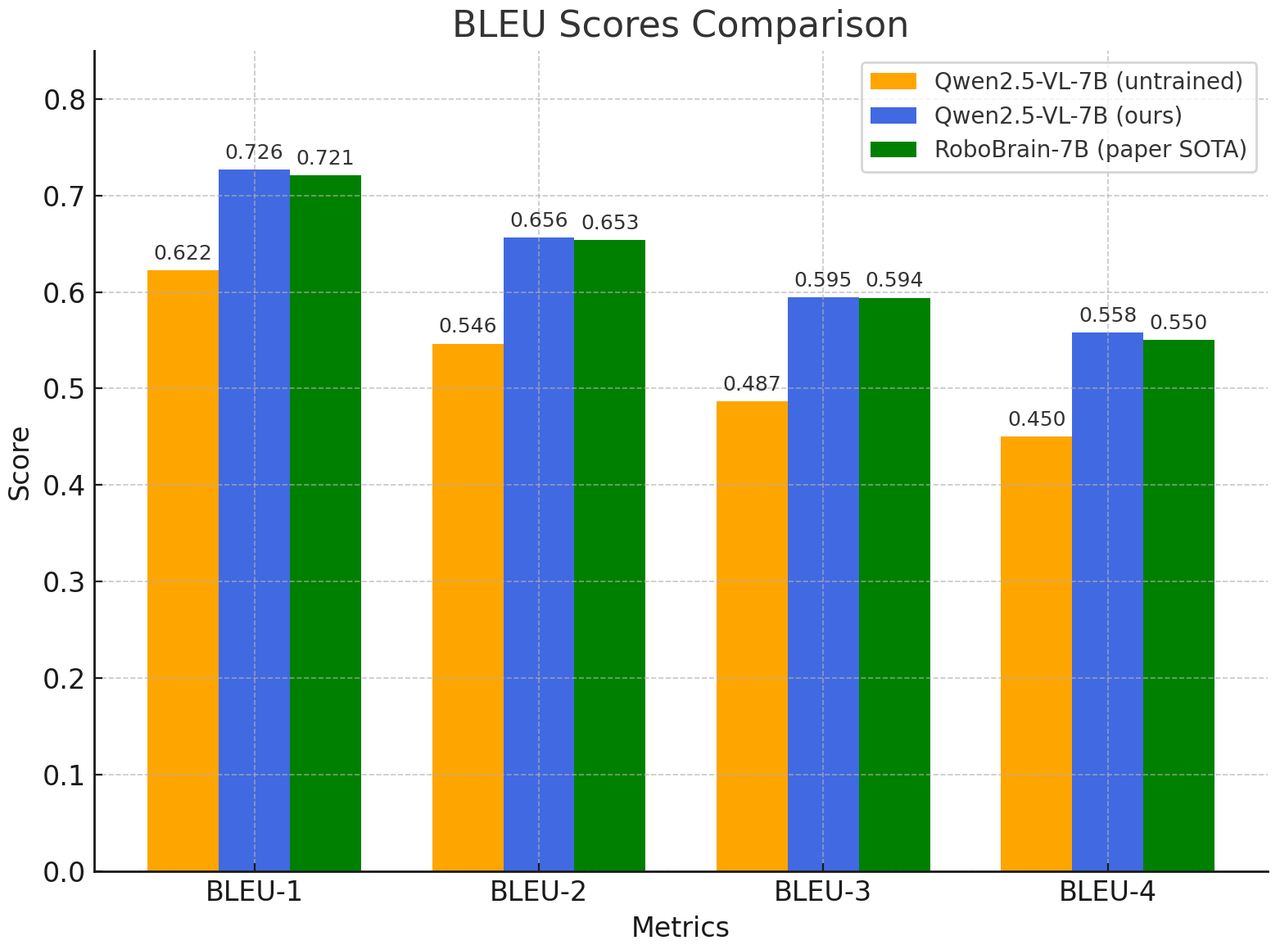 BLEU Scores Comparison
Qwen2.5-VL-7B (untrained)
Qwen2.5-VL-7B (ours)
RoboBrain-7B (paper SOTA)
Score
0.8
0.7
0.6
0.5
0.4
0.3
0.2
0.1
0.0
0.622
0.726
0.721
0.546
0.656
0.653
0.487
0.595
0.594
0.450
0.558
0.550
BLEU-1
BLEU-2
BLEU-3
BLEU-4
Metrics